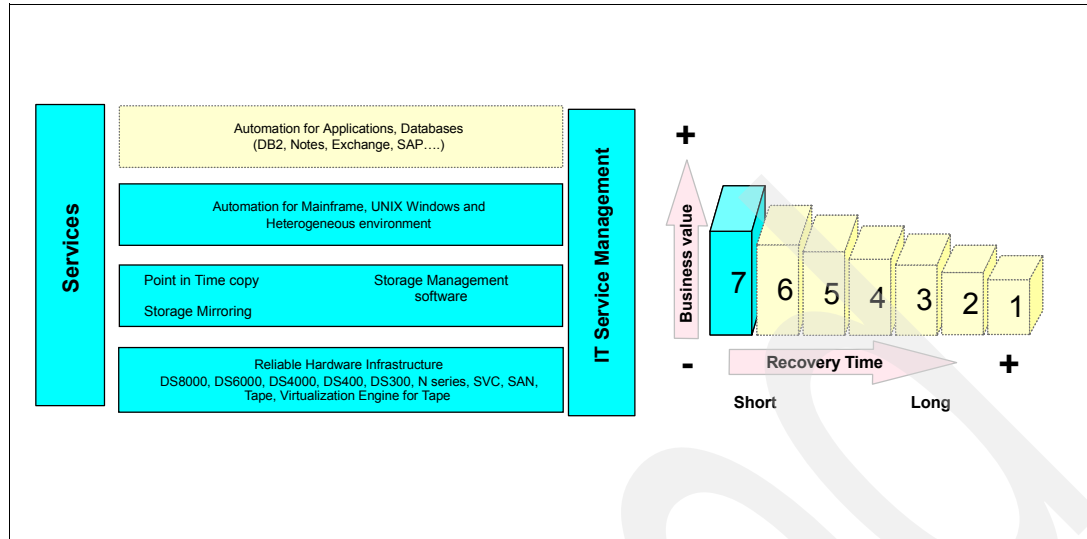 Services
Automation for Applications, Databases
(DB2, Notes, Exchange, SAP….)
Automation for Mainframe, UNIX Windows and
Heterogeneous environment
Point in Time copy
Storage Management
software
Storage Mirroring
Reliable Hardware Infrastructure
DS8000, DS6000, DS4000, DS400, DS300, N series, SVC, SAN,
Tape, Virtualization Engine for Tape
IT Service Management
+
Business value
-
7
6
5
4
3
2
1
Recovery Time
+
Short
Long